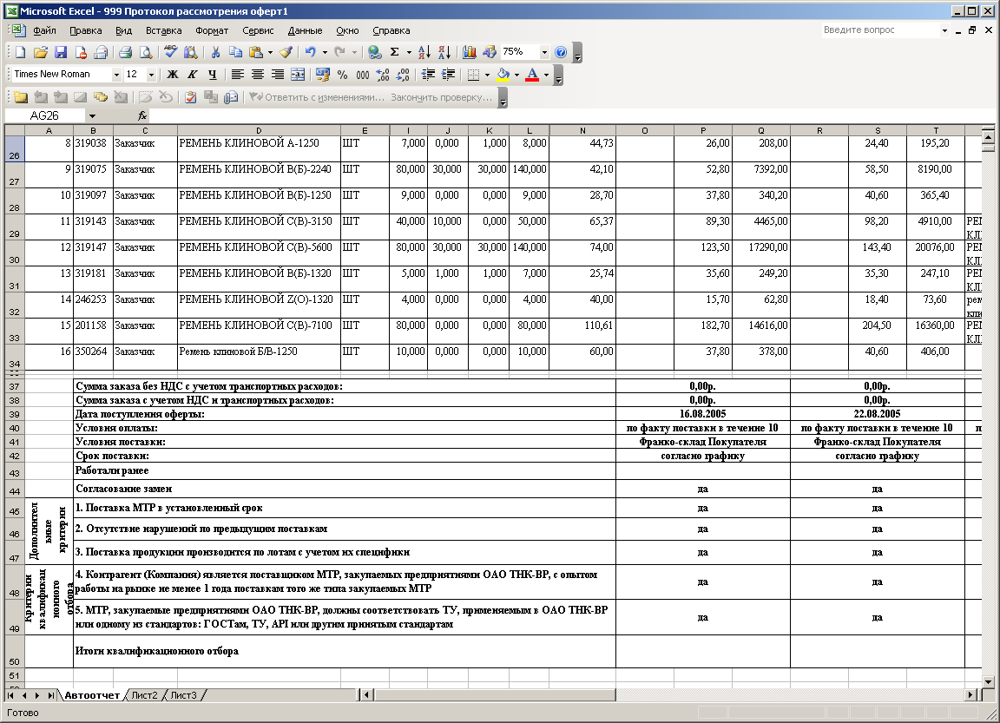 Microsoft Excel - 999 Протокол рассмотрения оферт1
Файл Правка Вид Вставка Формат Сервис Данные Окно Справка Введите вопрос
75%
Times New Roman 12 Ж К Ч % 000
Ответить с изменениями... Закончить проверку...
AG26 fx
A B C D E I J K L N O P Q R S T
26 8 319038 Заказчик РЕМЕНЬ КЛИНОВОЙ А-1250 ШТ 7,000 0,000 1,000 8,000 44,73 26,00 208,00 24,40 195,20
27 9 319075 Заказчик РЕМЕНЬ КЛИНОВОЙ В(Б)-2240 ШТ 80,000 30,000 30,000 140,000 42,10 52,80 7392,00 58,50 8190,00
28 10 319097 Заказчик РЕМЕНЬ КЛИНОВОЙ В(Б)-1250 ШТ 9,000 0,000 0,000 9,000 28,70 37,80 340,20 40,60 365,40
29 11 319143 Заказчик РЕМЕНЬ КЛИНОВОЙ С(В)-3150 ШТ 40,000 10,000 0,000 50,000 65,37 89,30 4465,00 98,20 4910,00
30 12 319147 Заказчик РЕМЕНЬ КЛИНОВОЙ С(В)-5600 ШТ 80,000 30,000 30,000 140,000 74,00 123,50 17290,00 143,40 20076,00
31 13 319181 Заказчик РЕМЕНЬ КЛИНОВОЙ В(Б)-1320 ШТ 5,000 1,000 1,000 7,000 25,74 35,60 249,20 35,30 247,10
32 14 246253 Заказчик РЕМЕНЬ КЛИНОВОЙ Z(O)-1320 ШТ 4,000 0,000 0,000 4,000 40,00 15,70 62,80 18,40 73,60
33 15 201158 Заказчик РЕМЕНЬ КЛИНОВОЙ С(В)-7100 ШТ 80,000 0,000 0,000 80,000 110,61 182,70 14616,00 204,50 16360,00
34 16 350264 Заказчик Ремень клиновой Б/В-1250 ШТ 10,000 0,000 0,000 10,000 60,00 37,80 378,00 40,60 406,00
37 Сумма заказа без НДС с учетом транспортных расходов: 0,00р. 0,00р.
38 Сумма заказа с учетом НДС и транспортных расходов: 0,00р. 0,00р.
39 Дата поступления оферты: 16.08.2005 22.08.2005
40 Условия оплаты: по факту поставки в течение 10 по факту поставки в течение 10
41 Условия поставки: Франко-склад Покупателя Франко-склад Покупателя
42 Срок поставки: согласно графику согласно графику
43 Работали ранее
44 Согласование замен да да
Дополнител
ьные
критерии
45 1. Поставка МТР в установленный срок да да
46 2. Отсутствие нарушений по предыдущим поставкам да да
47 3. Поставка продукции производится по лотам с учетом их специфики да да
Критерии
квалификац
ионного
отбора
48 4. Контрагент (Компания) является поставщиком МТР, закупаемых предприятиями ОАО ТНК-ВР, с опытом
работы на рынке не менее 1 года поставкам того же типа закупаемых МТР да да
49 5. МТР, закупаемые предприятиями ОАО ТНК-ВР, должны соответствовать ТУ, применяемым в ОАО ТНК-ВР
или одному из стандартов: ГОСТам, ТУ, API или другим принятым стандартам да да
50 Итоги квалификационного отбора
51
Автоотчет Лист2 Лист3
Готово